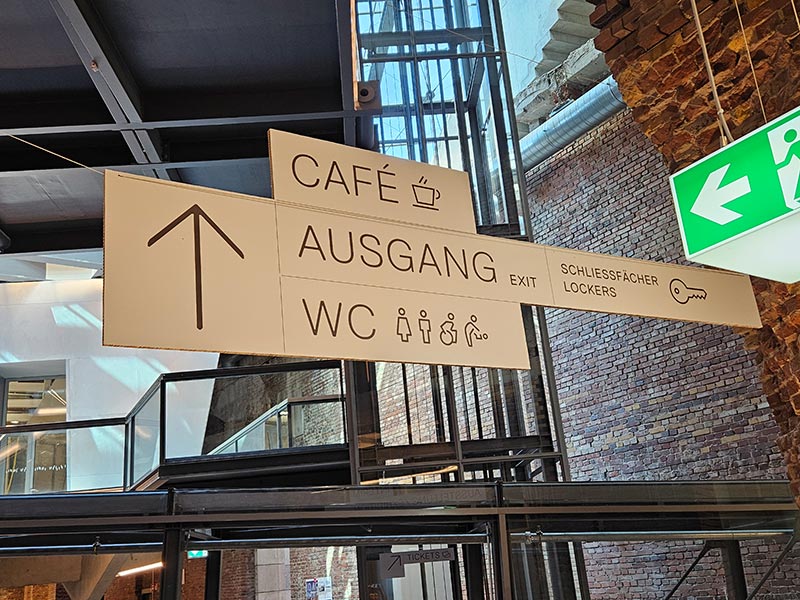 CAFÉ
AUSGANG EXIT
SCHLIESSFÄCHER
LOCKERS
WC
TICKETS